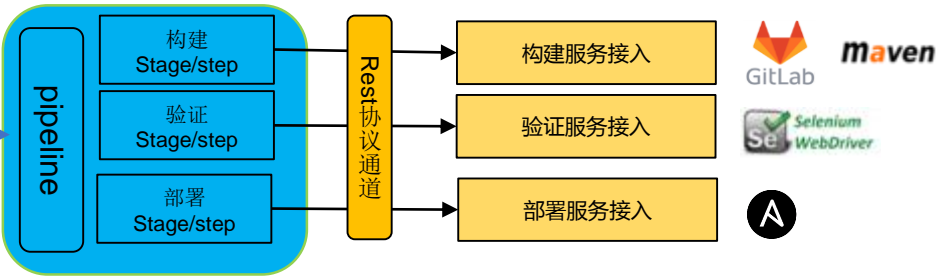 pipeline
构建
Stage/step
验证
Stage/step
部署
Stage/step
Rest协议通道
构建服务接入
验证服务接入
部署服务接入
GitLab
maven
Se
Selenium
WebDriver